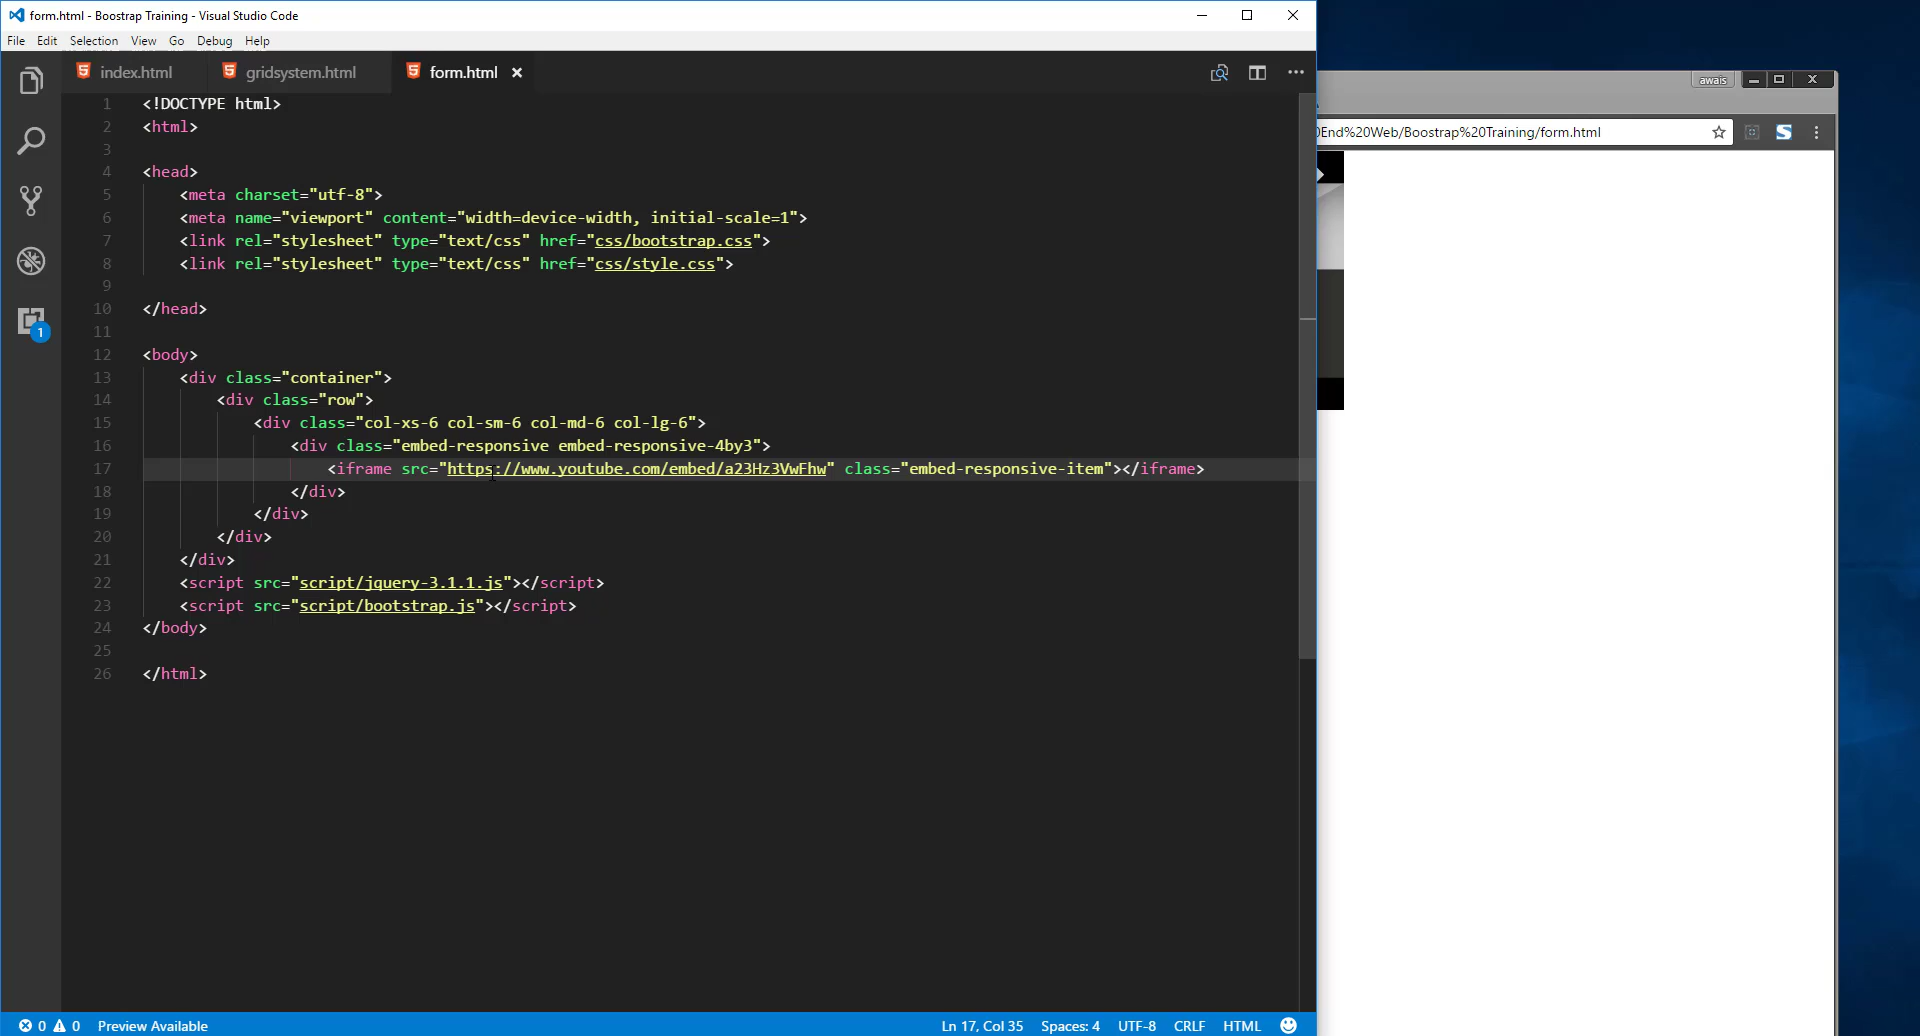 form.html - Boostrap Training - Visual Studio Code
File Edit Selection View Go Debug Help
index.html gridsystem.html form.html
1 <!DOCTYPE html>
2 <html>
3
4 <head>
5 <meta charset="utf-8">
6 <meta name="viewport" content="width=device-width, initial-scale=1">
7 <link rel="stylesheet" type="text/css" href="css/bootstrap.css">
8 <link rel="stylesheet" type="text/css" href="css/style.css">
9
10 </head>
11
12 <body>
13 <div class="container">
14 <div class="row">
15 <div class="col-xs-6 col-sm-6 col-md-6 col-lg-6">
16 <div class="embed-responsive embed-responsive-4by3">
17 <iframe src="https://www.youtube.com/embed/a23Hz3VwFhw" class="embed-responsive-item"></iframe>
18 </div>
19 </div>
20 </div>
21 </div>
22 <script src="script/jquery-3.1.1.js"></script>
23 <script src="script/bootstrap.js"></script>
24 </body>
25
26 </html>
1
0 0 Preview Available Ln 17, Col 35 Spaces: 4 UTF-8 CRLF HTML
awais
End%20Web/Boostrap%20Training/form.html
S